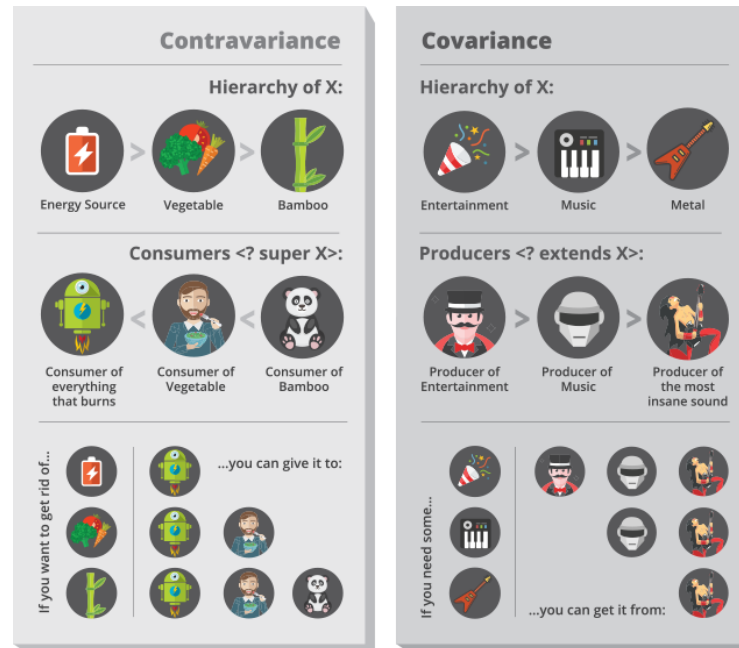 Contravariance
Hierarchy of X:
Energy Source
Vegetable
Bamboo
Consumers <? super X>:
Consumer of
everything
that burns
Consumer of
Vegetable
Consumer of
Bamboo
If you want to get rid of...
...you can give it to:
Covariance
Hierarchy of X:
Entertainment
Music
Metal
Producers <? extends X>:
Producer of
Entertainment
Producer of
Music
Producer of
the most
insane sound
If you need some...
...you can get it from: